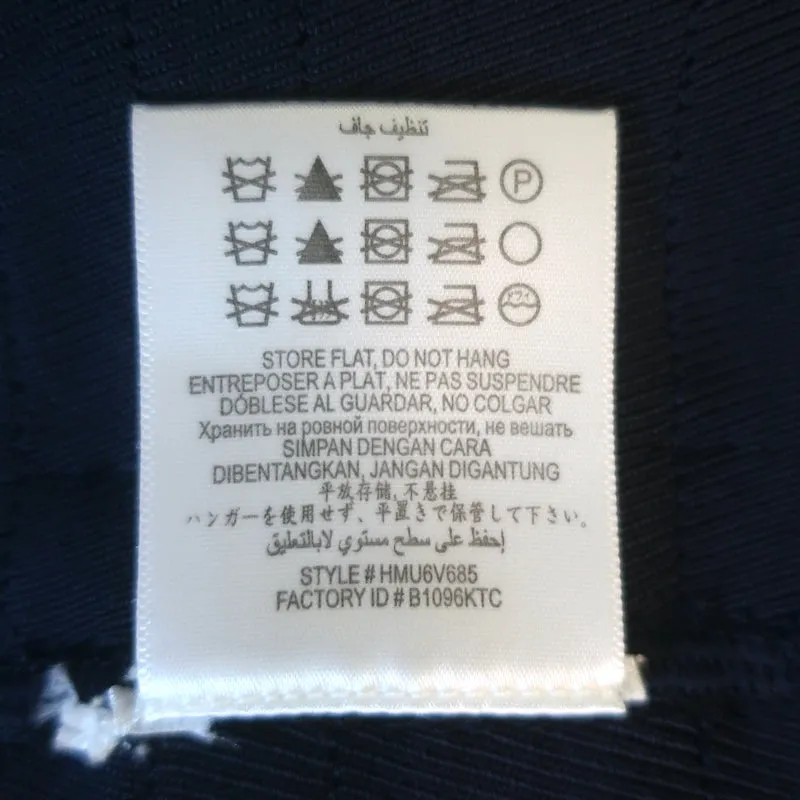 تنظيف جاف
P
ドライ
STORE FLAT, DO NOT HANG
ENTREPOSER A PLAT, NE PAS SUSPENDRE
DÓBLESE AL GUARDAR, NO COLGAR
Хранить на ровной поверхности, не вешать
SIMPAN DENGAN CARA
DIBENTANGKAN, JANGAN DIGANTUNG
平放存储, 不悬挂
ハンガーを使用せず、平置きで保管して下さい。
إحفظ على سطح مستوي لابالتعليق
STYLE # HMU6V685
FACTORY ID # B1096KTC